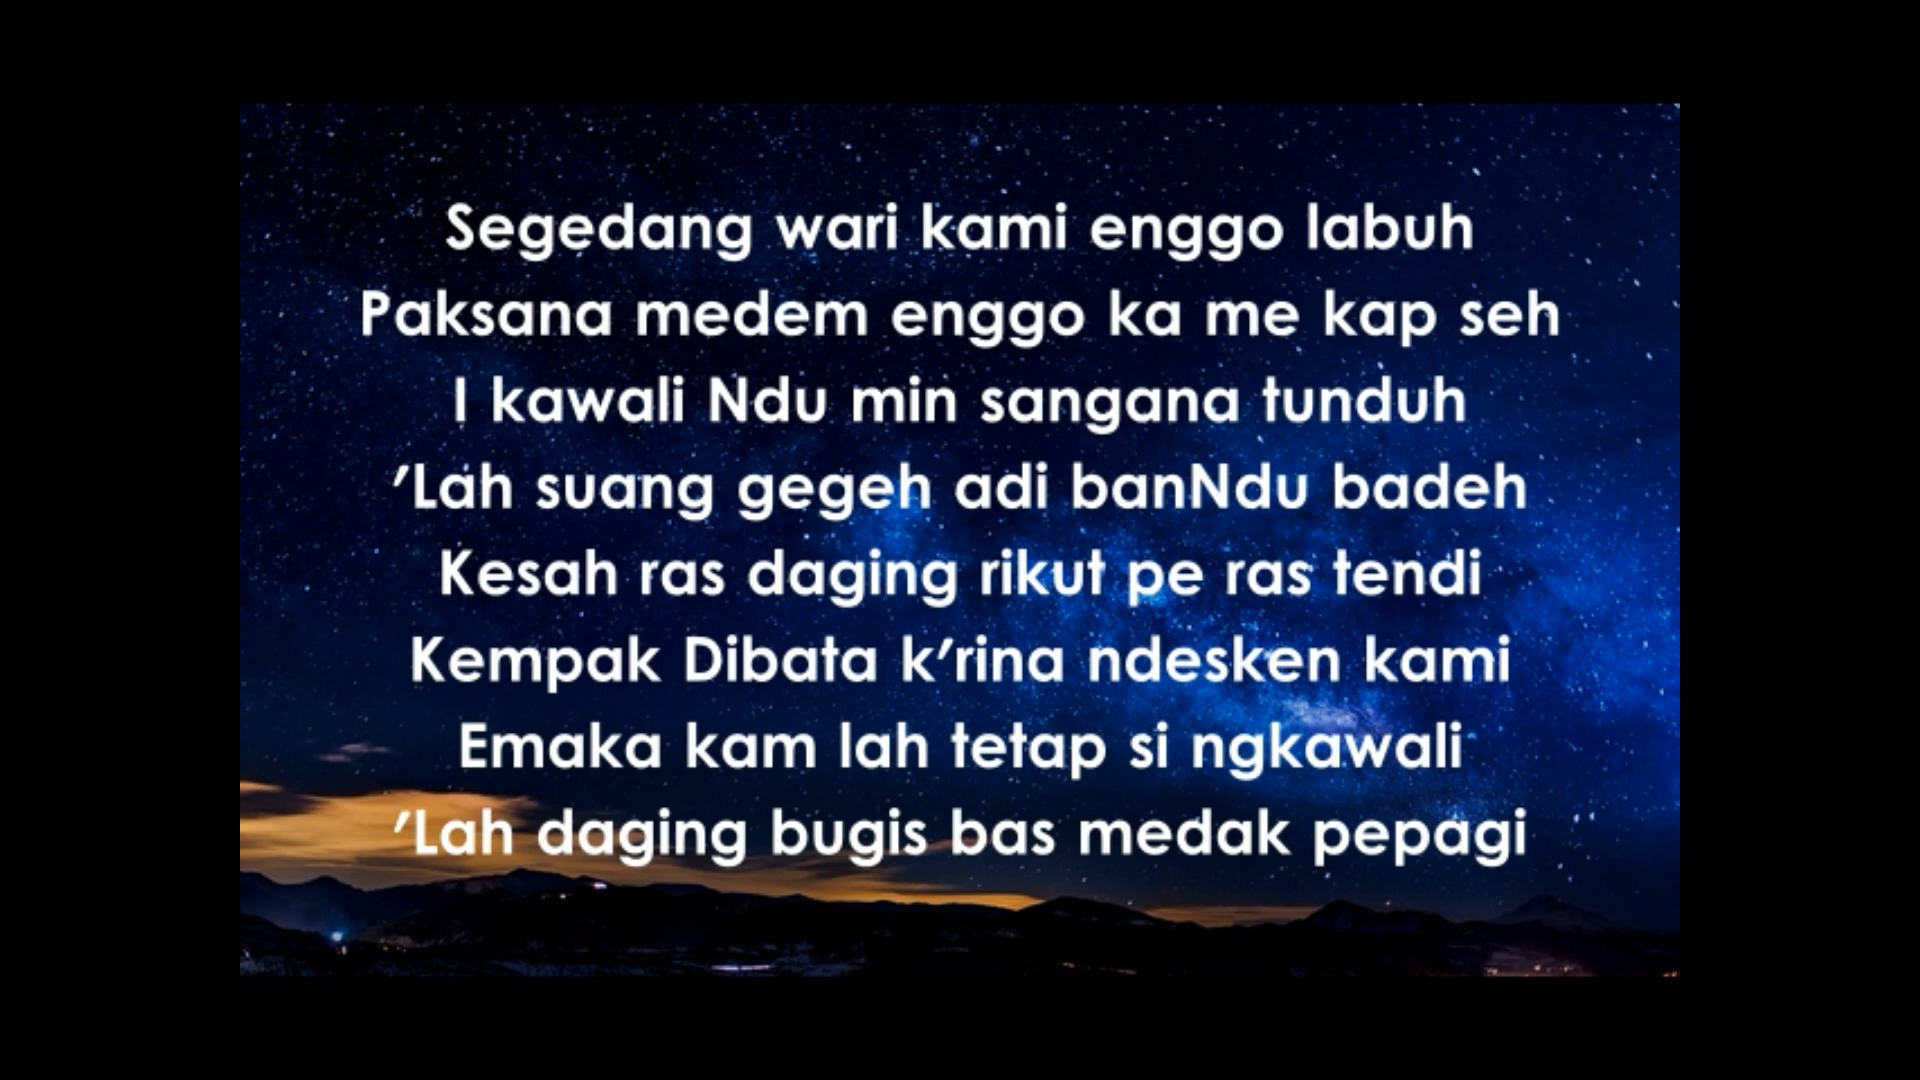 Segedang wari kami enggo labuh
Paksana medem enggo ka me kap seh
I kawali Ndu min sangana tunduh
'Lah suang gegeh adi banNdu badeh
Kesah ras daging rikut pe ras tendi
Kempak Dibata k'rina ndesken kami
Emaka kam lah tetap si ngkawali
'Lah daging bugis bas medak pepagi